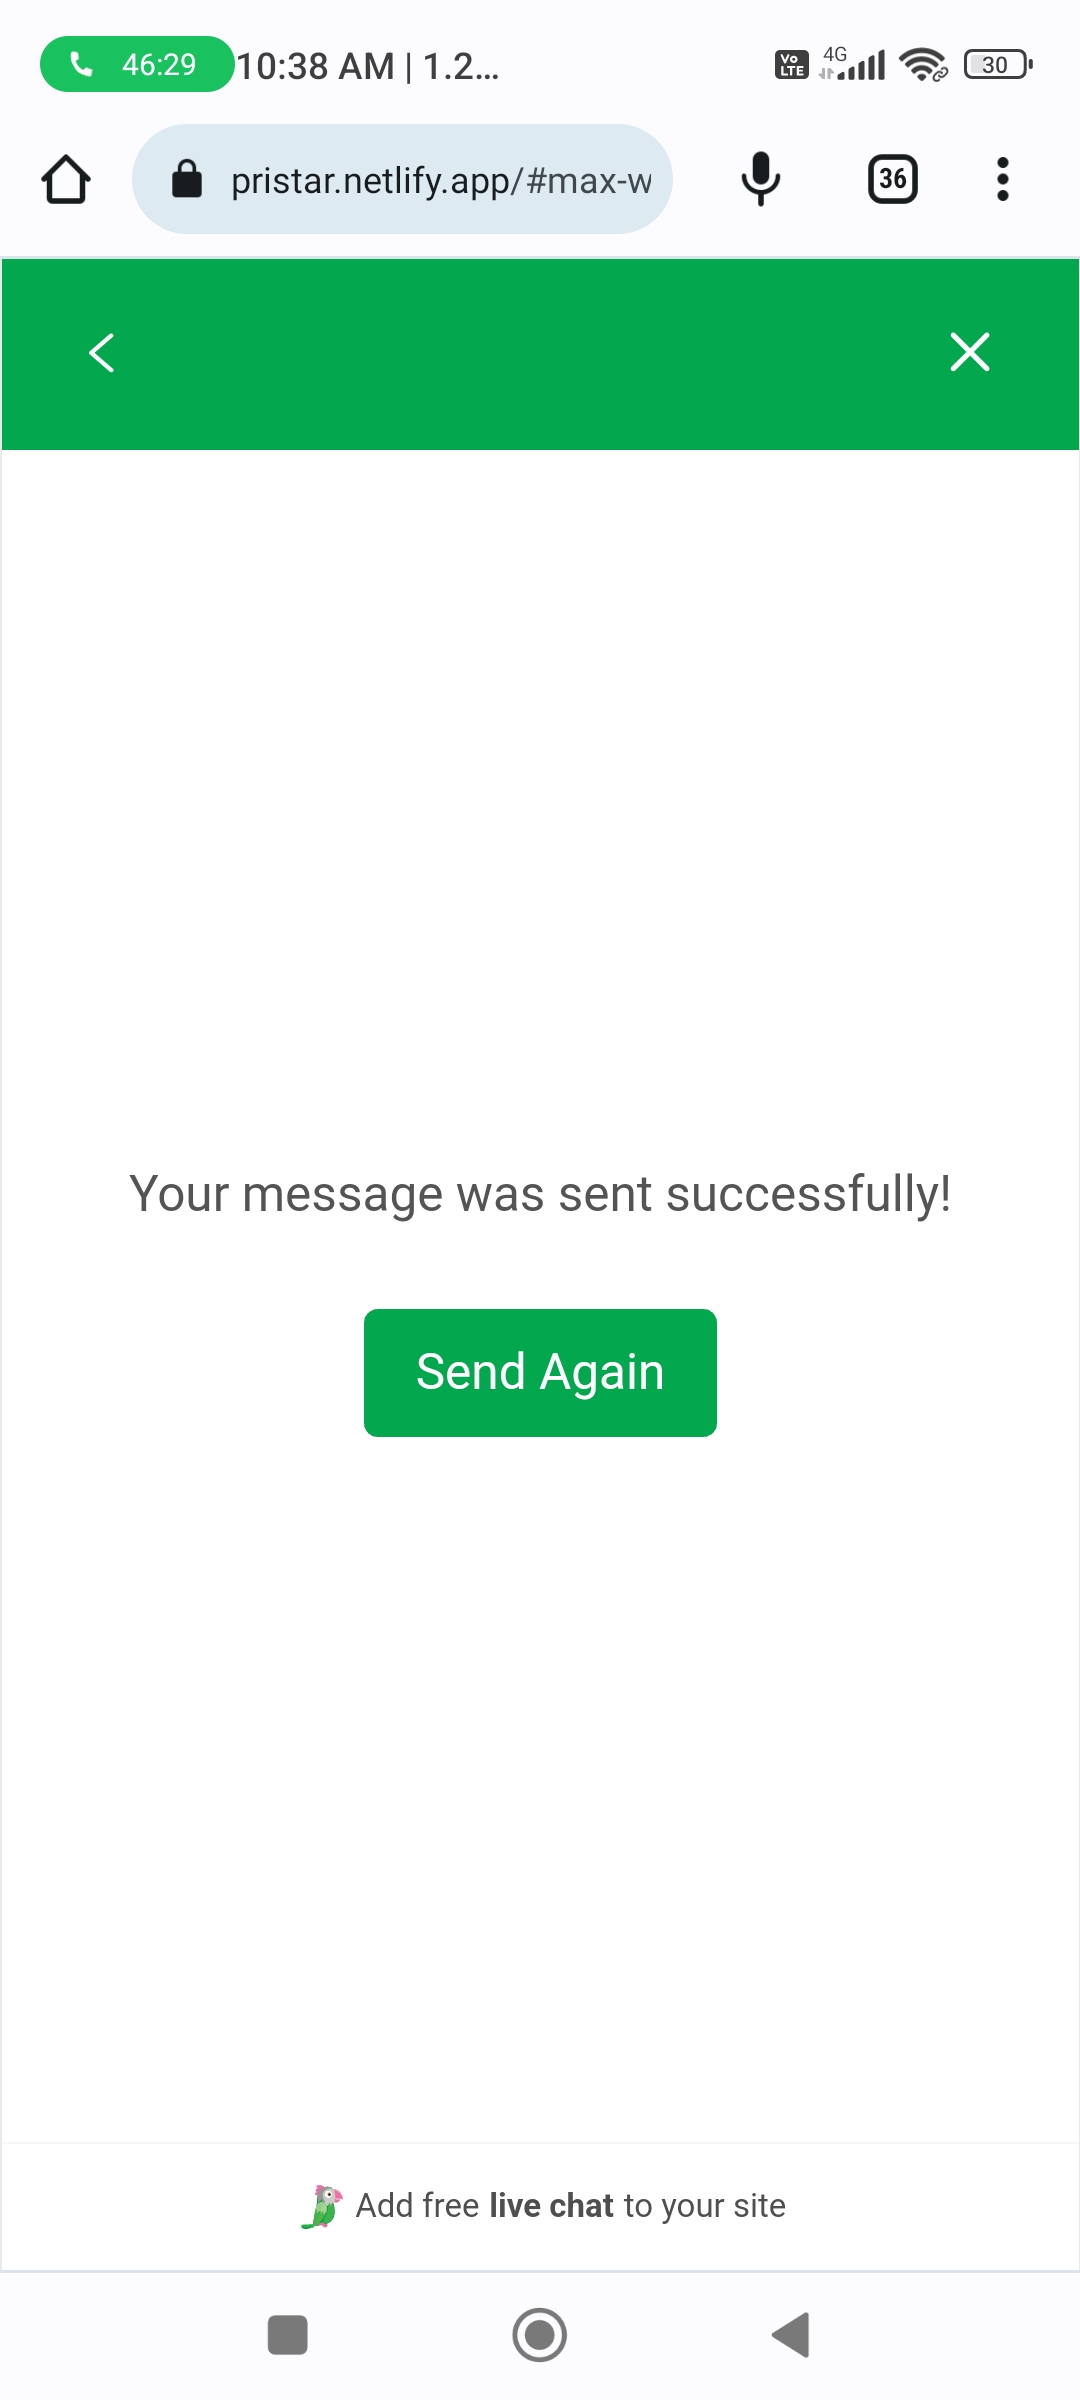 46:29 10:38 AM | 1.2... Vo LTE 4G 30
pristar.netlify.app/#max-w 36
Your message was sent successfully!
Send Again
Add free live chat to your site